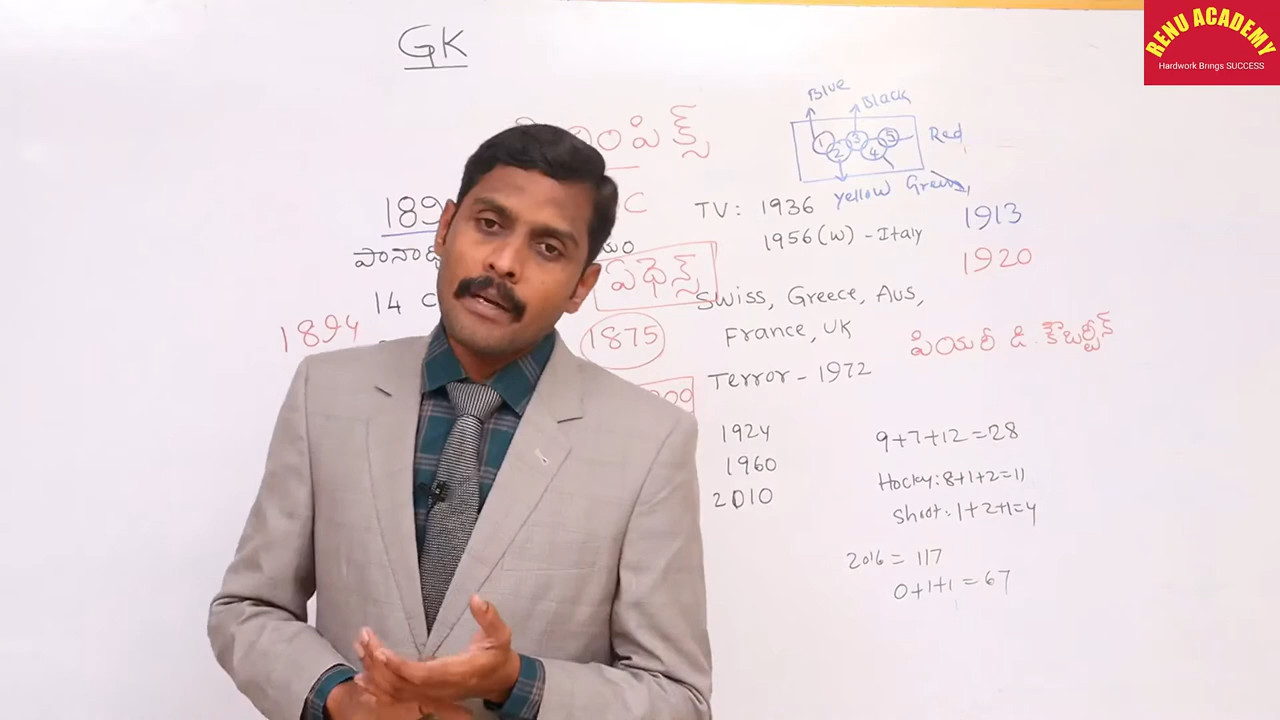 RENU ACADEMY
Hardwork Brings SUCCESS
GK
Blue
Black
1 2 3 4 5
Red
Yellow Green
C
TV: 1936
1956 (W) - Italy
1913
1920
14
1894
ఏథెన్స్
1875
Swiss, Greece, Aus,
France, UK
పియరీ డి. కౌబర్టీన్
Terror - 1972
1924
1960
2010
9+7+12=28
Hocky: 8+1+2=11
Shoot: 1+2+1=4
2016 = 117
0+1+1 = 67